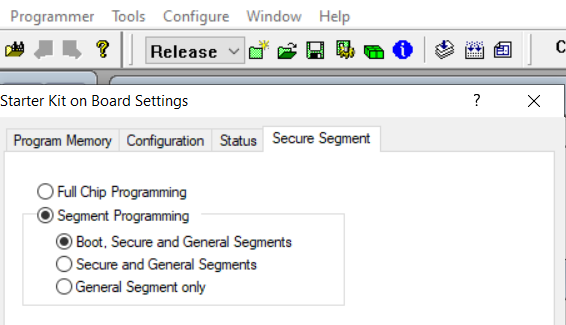 Programmer Tools Configure Window Help
Release
C
Starter Kit on Board Settings ?
Program Memory Configuration Status Secure Segment
Full Chip Programming
Segment Programming
Boot, Secure and General Segments
Secure and General Segments
General Segment only